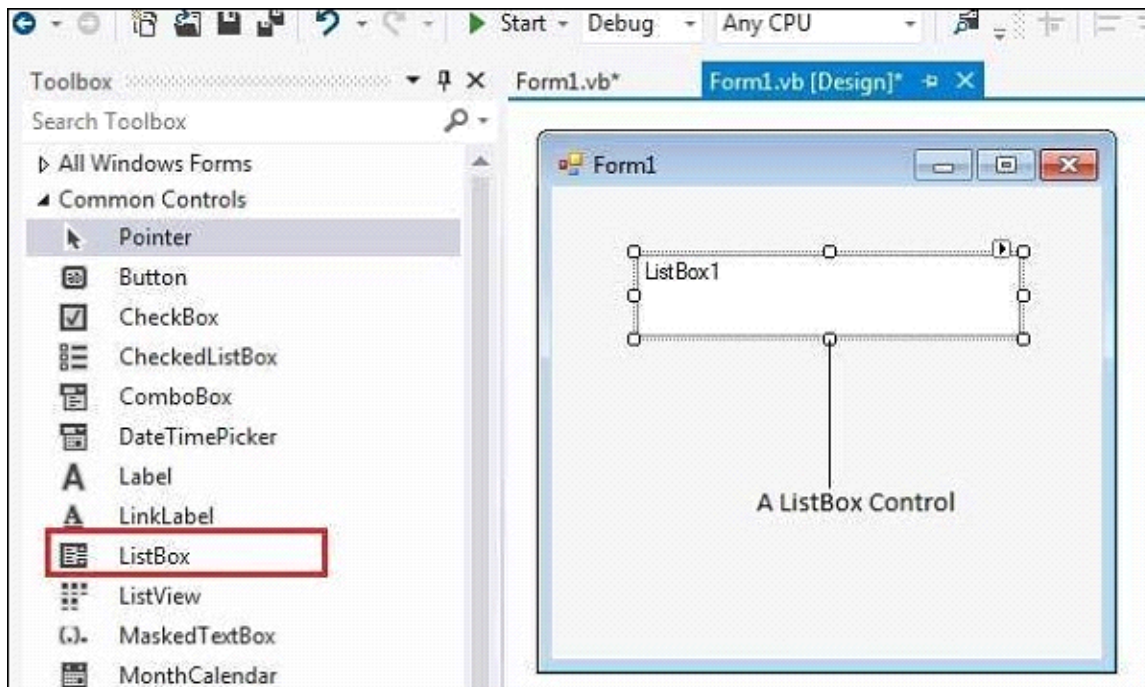 Start Debug Any CPU
Toolbox
Form1.vb*
Form1.vb [Design]*
Search Toolbox
All Windows Forms
Common Controls
Pointer
Button
CheckBox
CheckedListBox
ComboBox
DateTimePicker
Label
LinkLabel
ListBox
ListView
MaskedTextBox
MonthCalendar
Form1
ListBox1
A ListBox Control